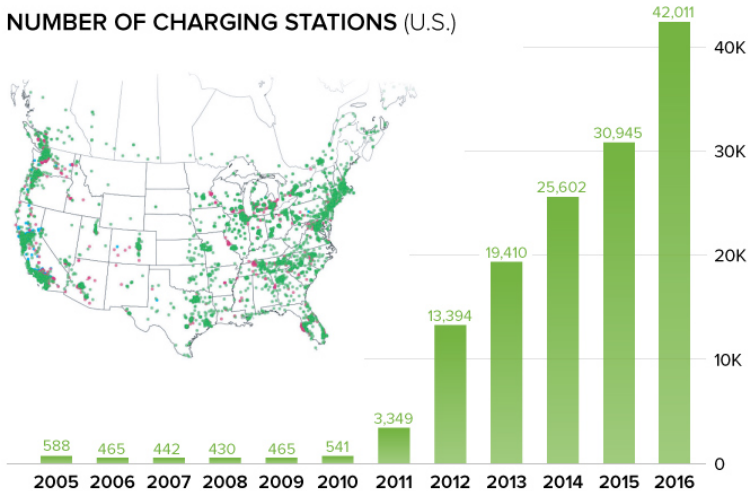 NUMBER OF CHARGING STATIONS (U.S.)
42,011
40K
30,945
30K
25,602
19,410
20K
13,394
10K
3,349
588 465 442 430 465 541
0
2005 2006 2007 2008 2009 2010 2011 2012 2013 2014 2015 2016